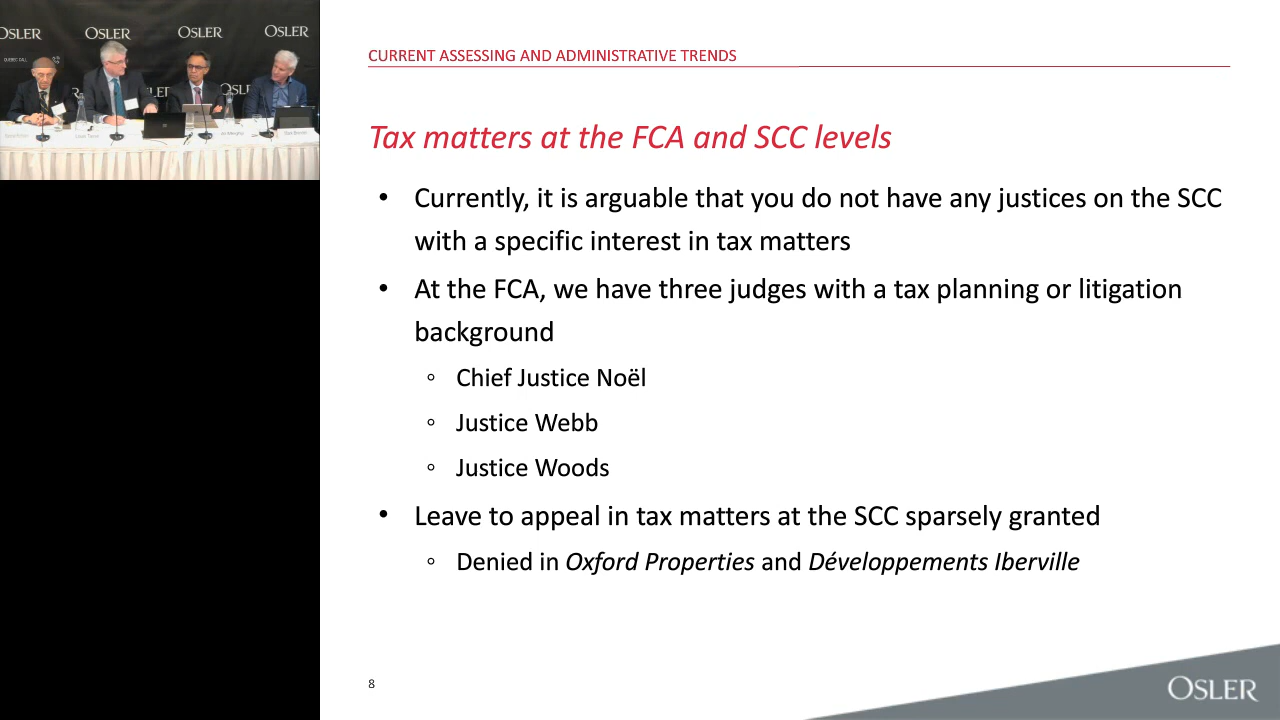 OSLER
OSLER
OSLER
OSLER
CURRENT ASSESSING AND ADMINISTRATIVE TRENDS
Tax matters at the FCA and SCC levels
• Currently, it is arguable that you do not have any justices on the SCC
with a specific interest in tax matters
• At the FCA, we have three judges with a tax planning or litigation
background
◦ Chief Justice Noël
◦ Justice Webb
◦ Justice Woods
• Leave to appeal in tax matters at the SCC sparsely granted
◦ Denied in Oxford Properties and Développements Iberville
8
OSLER